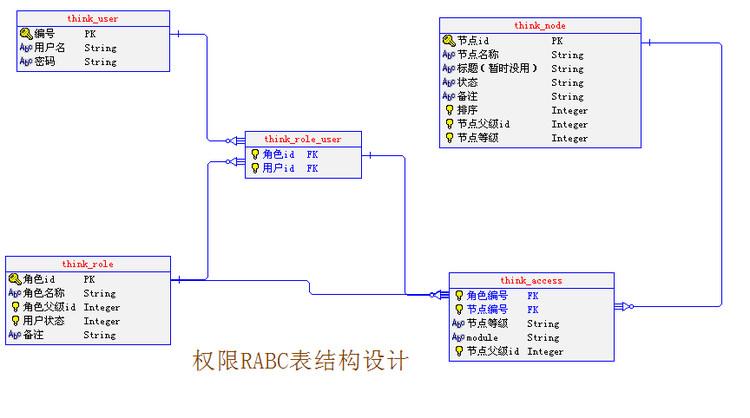 think_user
编号 PK
用户名 String
密码 String
think_node
节点id PK
节点名称 String
标题(暂时没用) String
状态 String
备注 String
排序 Integer
节点父级id Integer
节点等级 Integer
think_role_user
角色id FK
用户id FK
think_role
角色id PK
角色名称 String
角色父级id Integer
用户状态 Integer
备注 String
think_access
角色编号 FK
节点编号 FK
节点等级 String
module String
节点父级id Integer
权限RABC表结构设计